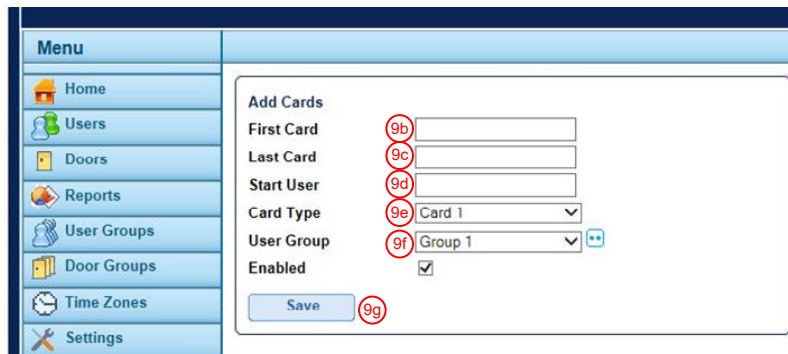 Menu
Home
Users
Doors
Reports
User Groups
Door Groups
Time Zones
Settings
Add Cards
First Card 9b
Last Card 9c
Start User 9d
Card Type 9e Card 1
User Group 9f Group 1
Enabled
Save 9g